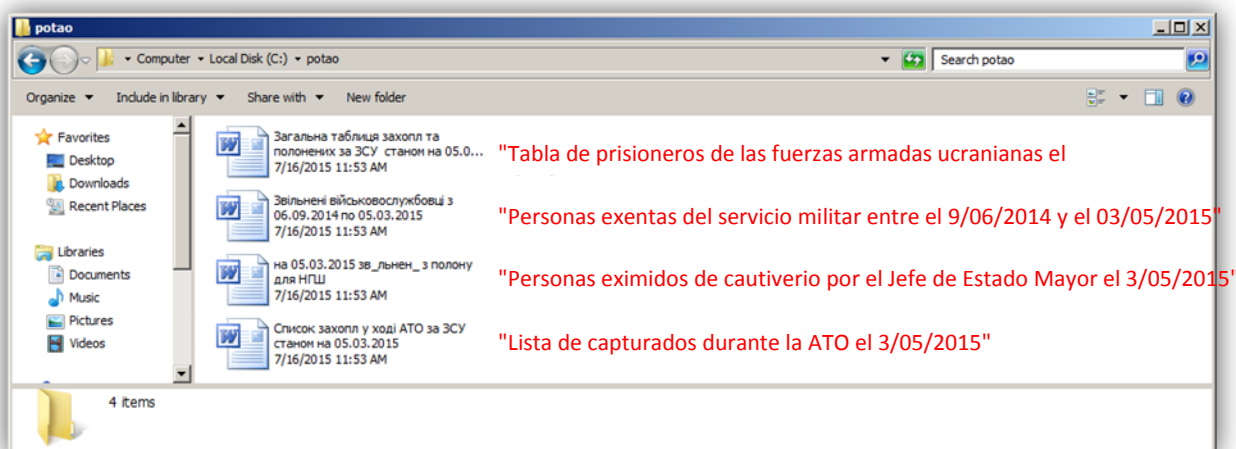 potao
Computer Local Disk (C:) potao
Search potao
Organize Include in library Share with New folder
Favorites
Desktop
Downloads
Recent Places
Libraries
Documents
Music
Pictures
Videos
Загальна таблиця захопл та
полонених за ЗСУ станом на 05.0...
7/16/2015 11:53 AM
"Tabla de prisioneros de las fuerzas armadas ucranianas el
Звільнені військовослужбовці з
06.09.2014 по 05.03.2015
7/16/2015 11:53 AM
"Personas exentas del servicio militar entre el 9/06/2014 y el 03/05/2015"
на 05.03.2015 зв_льнен_ з полону
для НГШ
7/16/2015 11:53 AM
"Personas eximidos de cautiverio por el Jefe de Estado Mayor el 3/05/2015"
Список захопл у ході АТО за ЗСУ
станом на 05.03.2015
7/16/2015 11:53 AM
"Lista de capturados durante la ATO el 3/05/2015"
4 items